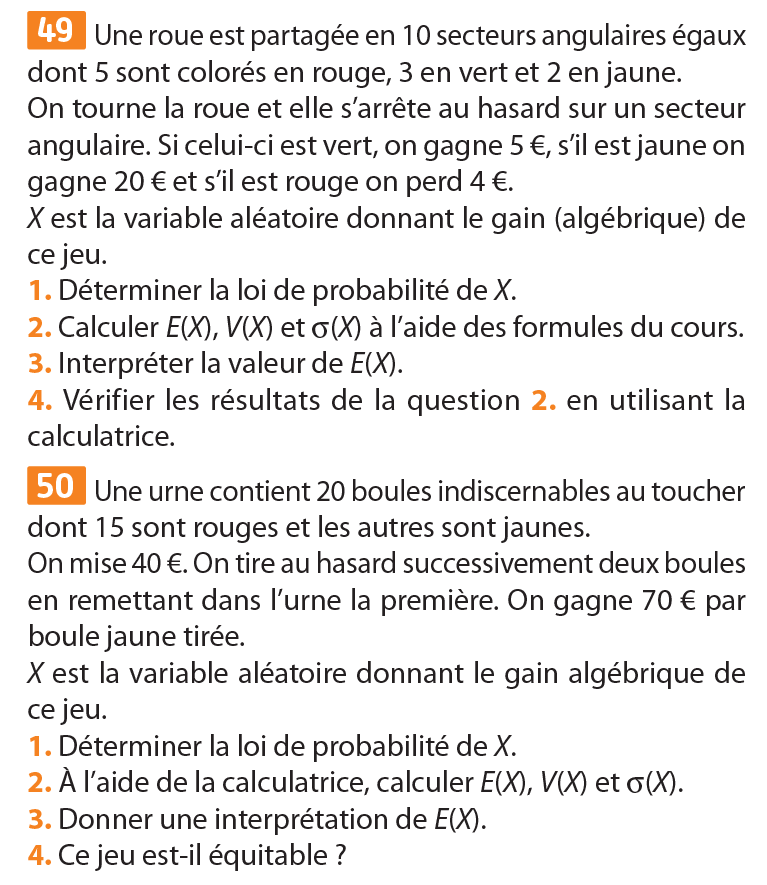 49 Une roue est partagée en 10 secteurs angulaires égaux
dont 5 sont colorés en rouge, 3 en vert et 2 en jaune.
On tourne la roue et elle s'arrête au hasard sur un secteur
angulaire. Si celui-ci est vert, on gagne 5 €, s'il est jaune on
gagne 20 € et s'il est rouge on perd 4 €.
X est la variable aléatoire donnant le gain (algébrique) de
ce jeu.
1. Déterminer la loi de probabilité de X.
2. Calculer E(X), V(X) et σ(X) à l'aide des formules du cours.
3. Interpréter la valeur de E(X).
4. Vérifier les résultats de la question 2. en utilisant la
calculatrice.
50 Une urne contient 20 boules indiscernables au toucher
dont 15 sont rouges et les autres sont jaunes.
On mise 40 €. On tire au hasard successivement deux boules
en remettant dans l'urne la première. On gagne 70 € par
boule jaune tirée.
X est la variable aléatoire donnant le gain algébrique de
ce jeu.
1. Déterminer la loi de probabilité de X.
2. À l'aide de la calculatrice, calculer E(X), V(X) et σ(X).
3. Donner une interprétation de E(X).
4. Ce jeu est-il équitable ?